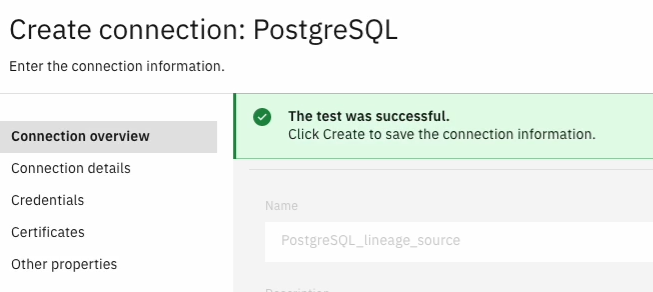 Create connection: PostgreSQL
Enter the connection information.
The test was successful.
Click Create to save the connection information.
Connection overview
Connection details
Credentials
Certificates
Other properties
Name
PostgreSQL_lineage_source
Description